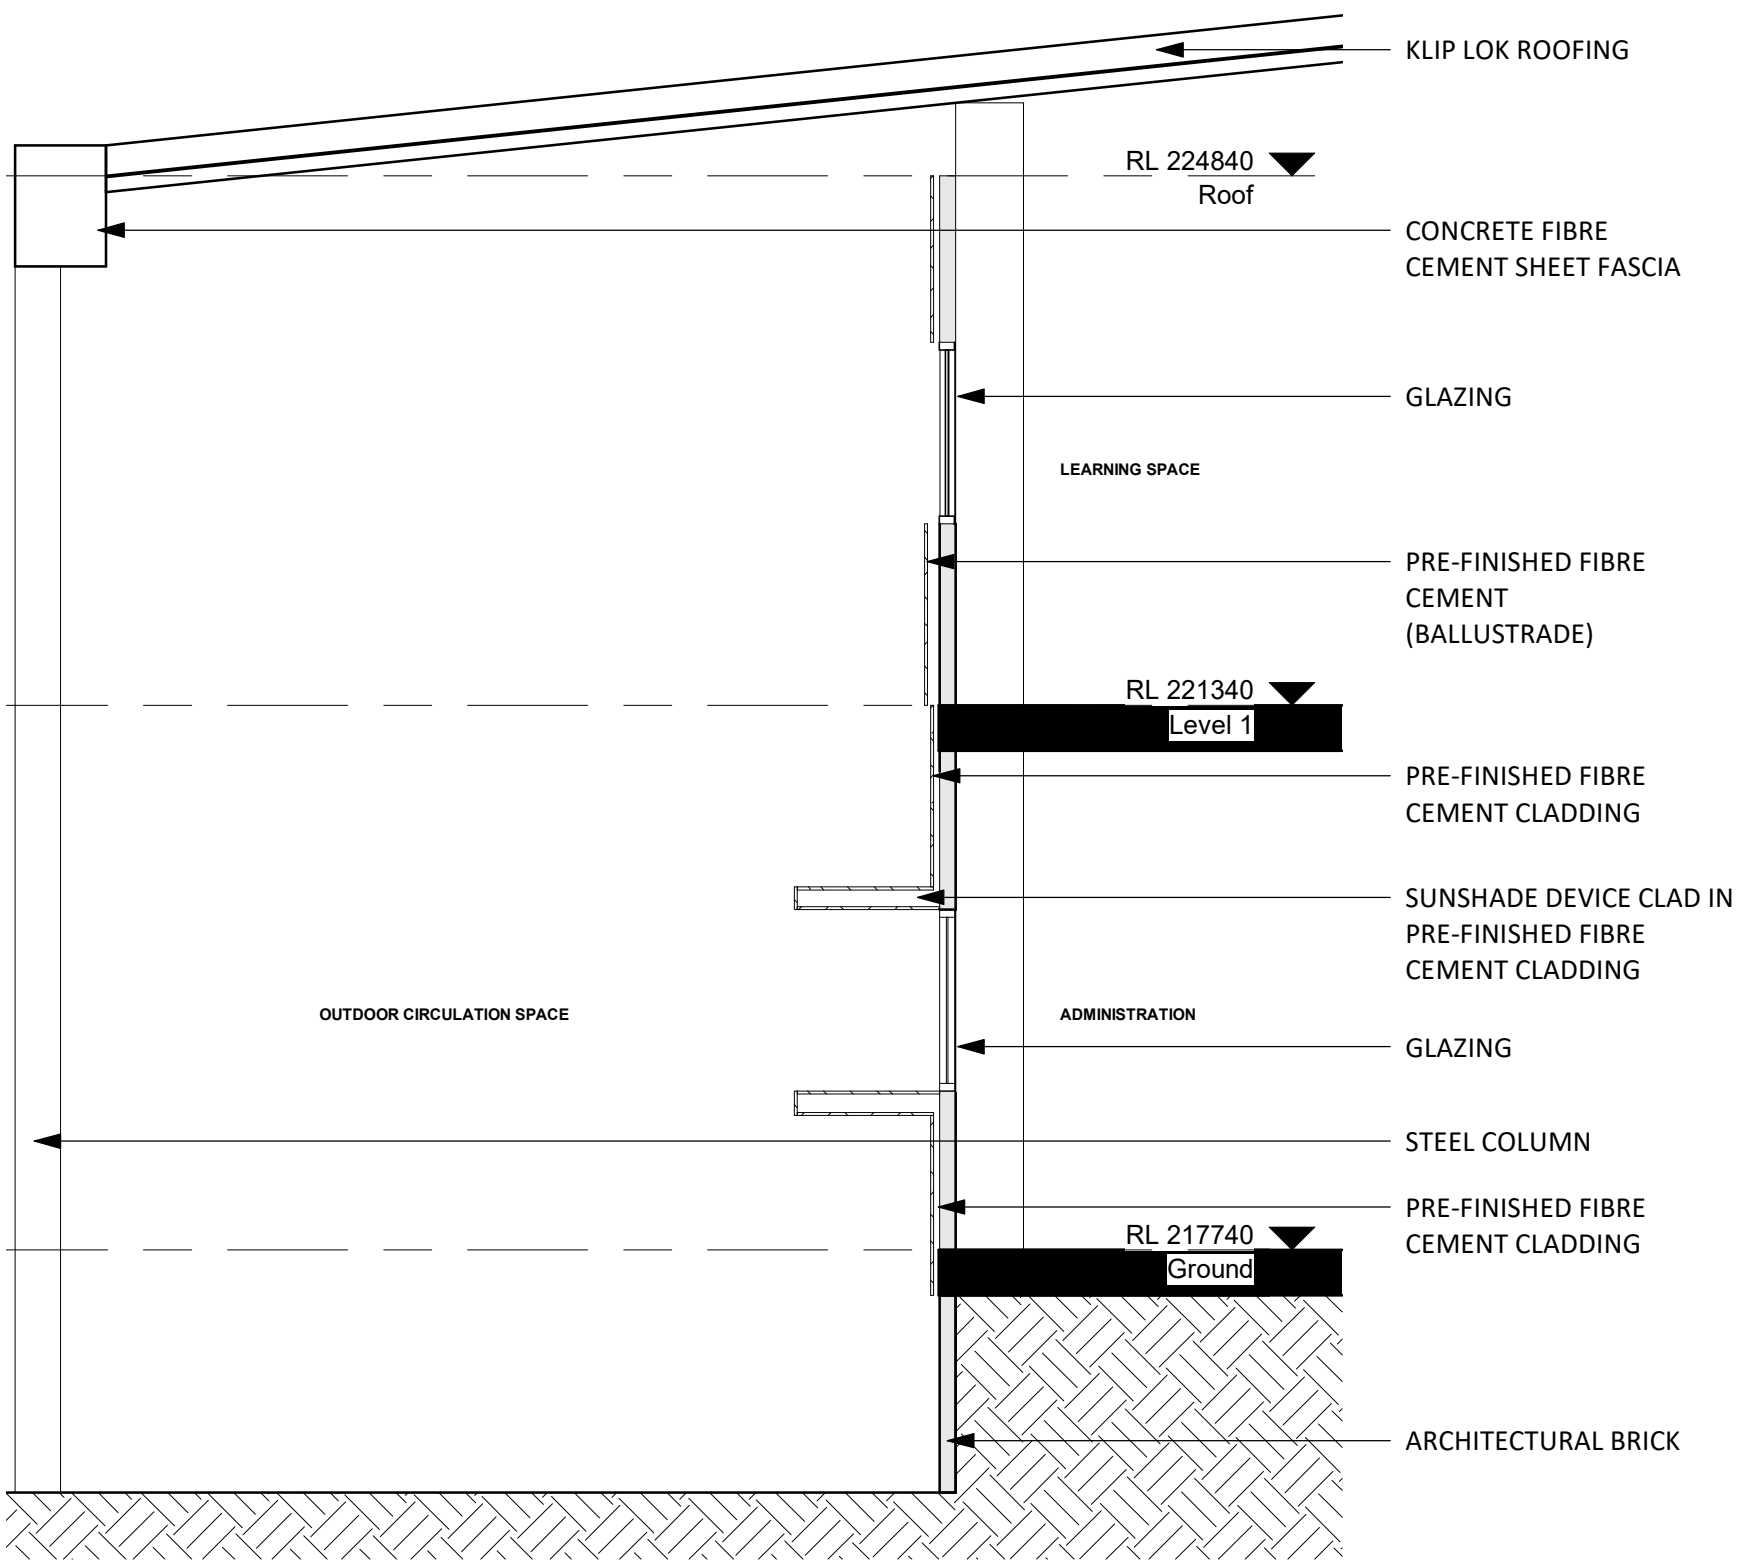 KLIP LOK ROOFING
RL 224840
Roof
CONCRETE FIBRE
CEMENT SHEET FASCIA
GLAZING
LEARNING SPACE
PRE-FINISHED FIBRE
CEMENT
(BALLUSTRADE)
RL 221340
Level 1
PRE-FINISHED FIBRE
CEMENT CLADDING
SUNSHADE DEVICE CLAD IN
PRE-FINISHED FIBRE
CEMENT CLADDING
OUTDOOR CIRCULATION SPACE
ADMINISTRATION
GLAZING
STEEL COLUMN
PRE-FINISHED FIBRE
CEMENT CLADDING
RL 217740
Ground
ARCHITECTURAL BRICK